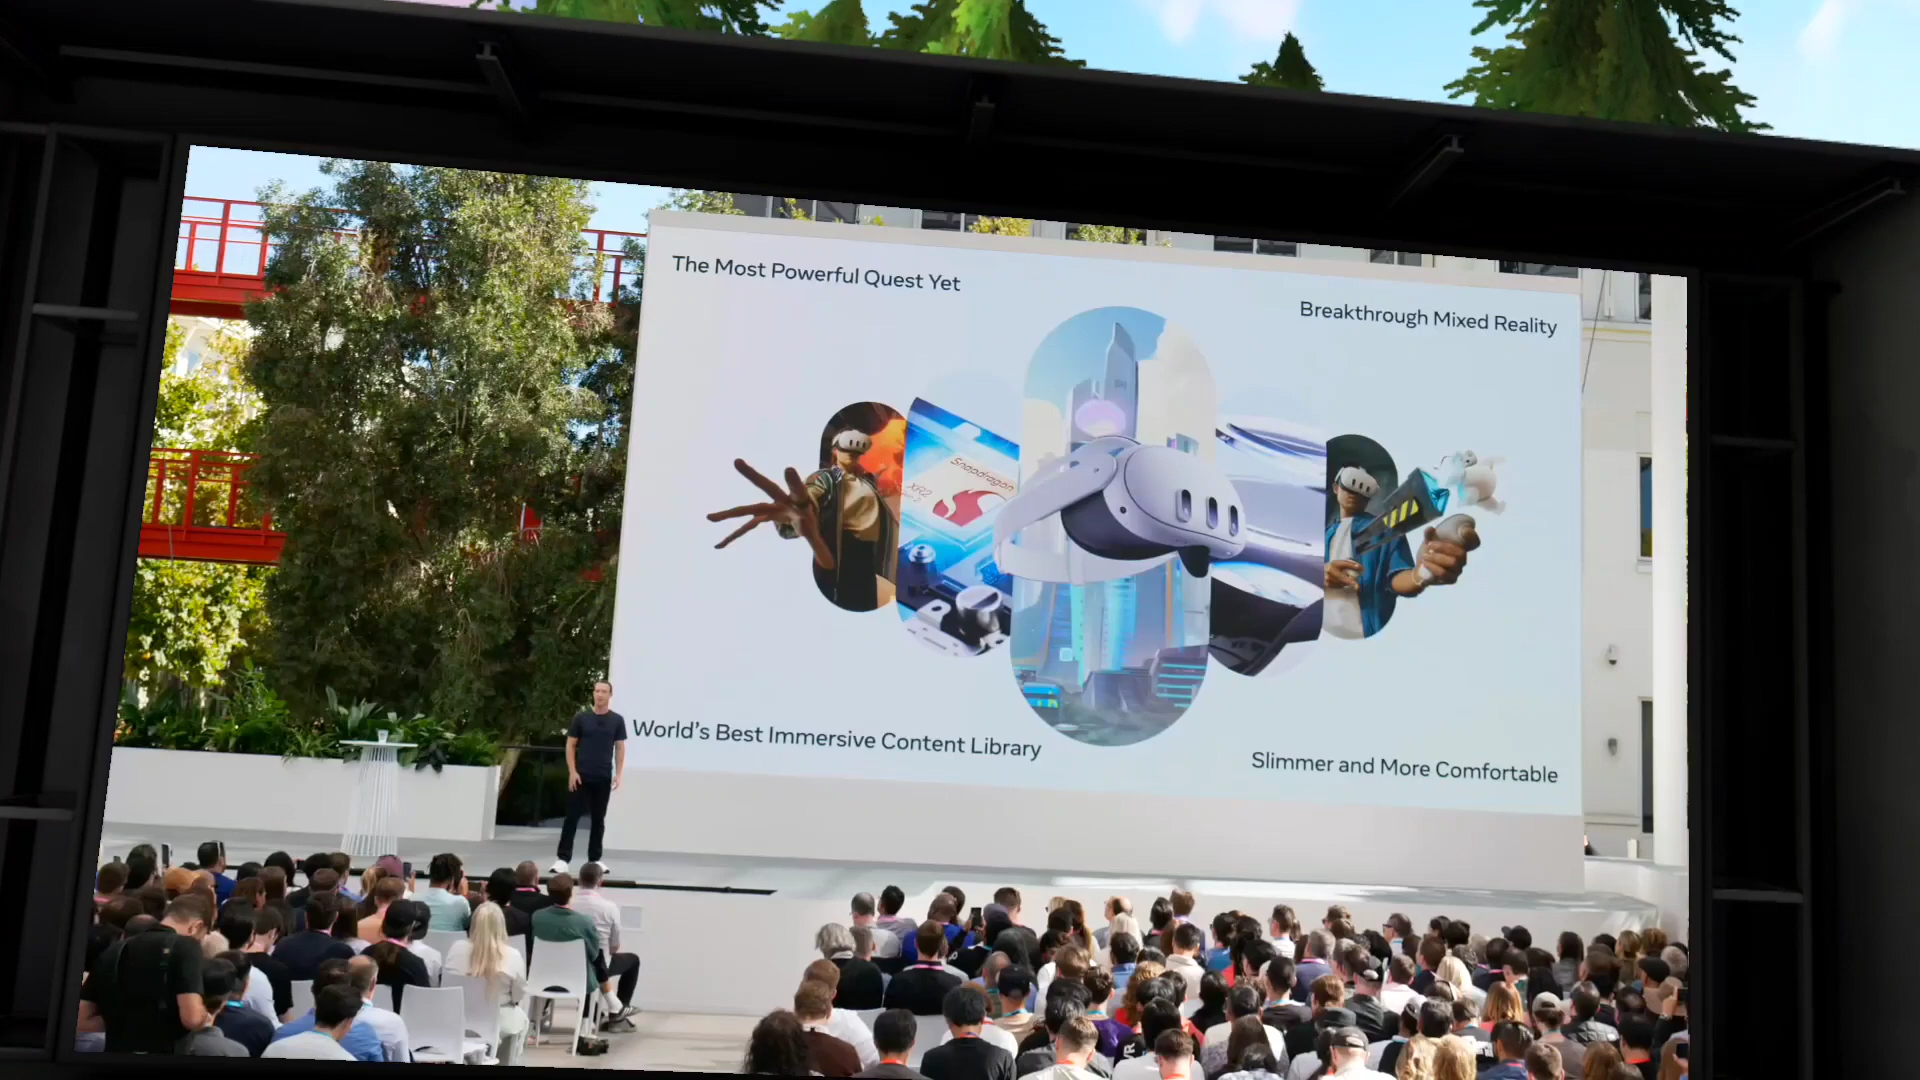 The Most Powerful Quest Yet
Breakthrough Mixed Reality
Snapdragon
XR2
World's Best Immersive Content Library
Slimmer and More Comfortable